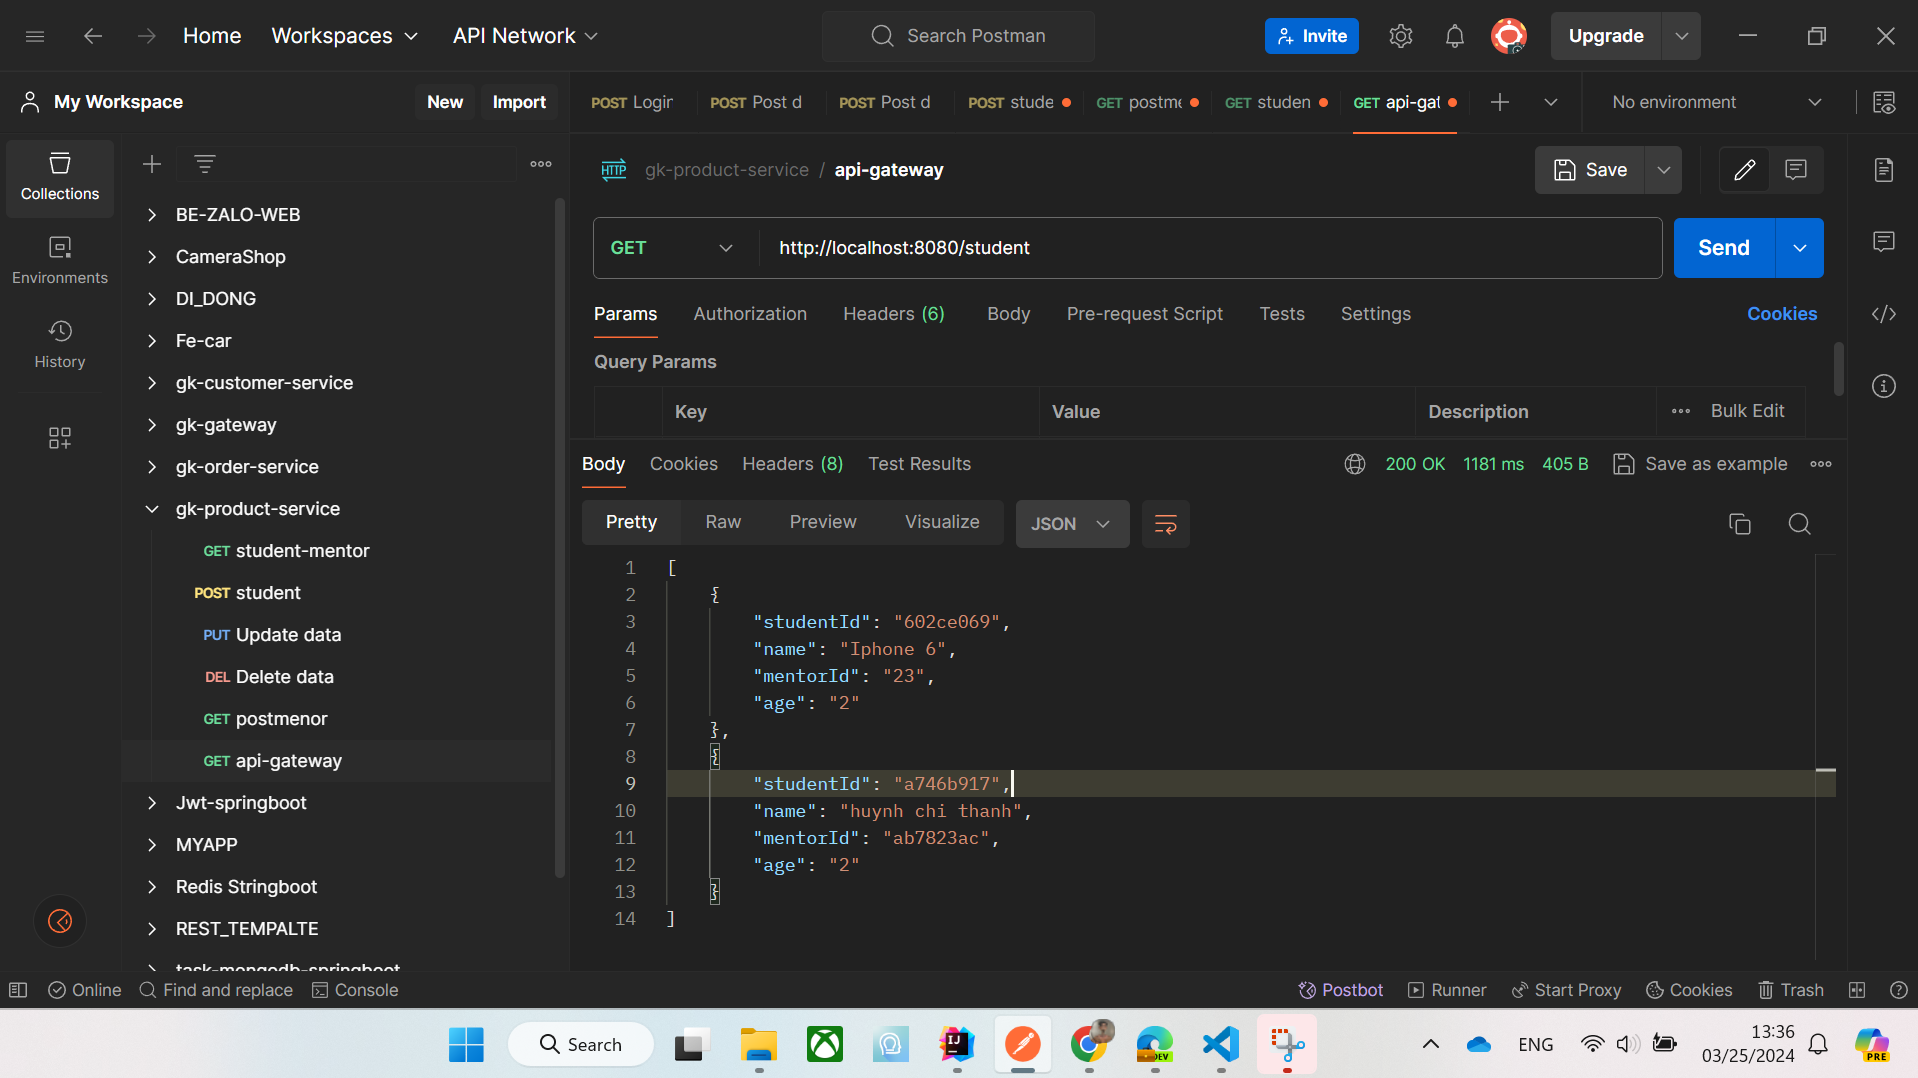 Home Workspaces API Network Search Postman Invite Upgrade
My Workspace New Import
POST Login POST Post d POST Post d POST stude GET postme GET studen GET api-gat No environment
Collections
Environments
History
BE-ZALO-WEB
CameraShop
DI_DONG
Fe-car
gk-customer-service
gk-gateway
gk-order-service
gk-product-service
GET student-mentor
POST student
PUT Update data
DEL Delete data
GET postmenor
GET api-gateway
Jwt-springboot
MYAPP
Redis Stringboot
REST_TEMPALTE
task-mongodb-springboot
HTTP gk-product-service / api-gateway Save
GET http://localhost:8080/student Send
Params Authorization Headers (6) Body Pre-request Script Tests Settings Cookies
Query Params
Key Value Description Bulk Edit
Body Cookies Headers (8) Test Results 200 OK 1181 ms 405 B Save as example
Pretty Raw Preview Visualize JSON
1 [
2 {
3 "studentId": "602ce069",
4 "name": "Iphone 6",
5 "mentorId": "23",
6 "age": "2"
7 },
8 {
9 "studentId": "a746b917",
10 "name": "huynh chi thanh",
11 "mentorId": "ab7823ac",
12 "age": "2"
13 }
14 ]
Online Find and replace Console Postbot Runner Start Proxy Cookies Trash
Search IJ DEV ENG 13:36
03/25/2024 PRE